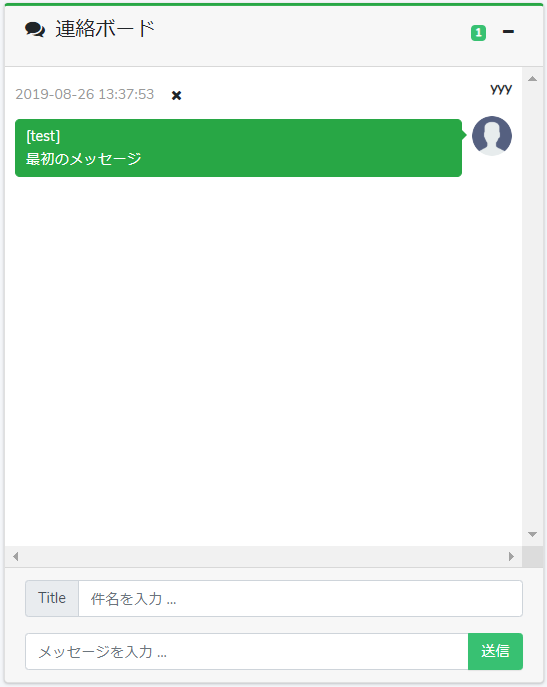 連絡ボード
1
2019-08-26 13:37:53
yyy
[test]
最初のメッセージ
Title
件名を入力 ...
メッセージを入力 ...
送信